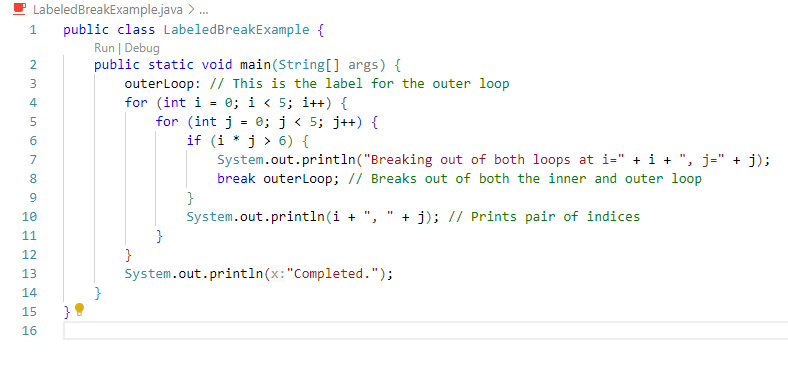 LabeledBreakExample.java > ...
1 public class LabeledBreakExample {
Run | Debug
2     public static void main(String[] args) {
3         outerLoop: // This is the label for the outer loop
4         for (int i = 0; i < 5; i++) {
5             for (int j = 0; j < 5; j++) {
6                 if (i * j > 6) {
7                     System.out.println("Breaking out of both loops at i=" + i + ", j=" + j);
8                     break outerLoop; // Breaks out of both the inner and outer loop
9                 }
10                 System.out.println(i + ", " + j); // Prints pair of indices
11             }
12         }
13         System.out.println(x:"Completed.");
14     }
15 }
16